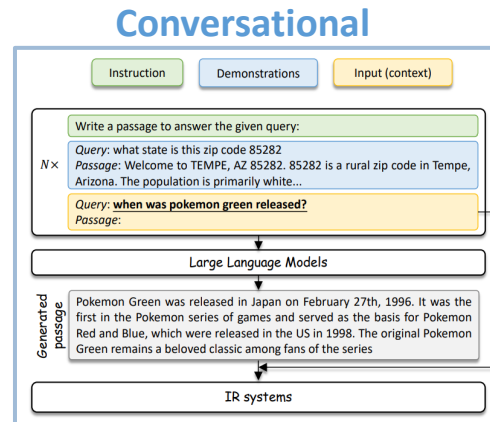 Conversational
Instruction
Demonstrations
Input (context)
Write a passage to answer the given query:
N×
Query: what state is this zip code 85282
Passage: Welcome to TEMPE, AZ 85282. 85282 is a rural zip code in Tempe,
Arizona. The population is primarily white...
Query: when was pokemon green released?
Passage:
Large Language Models
Generated
passage
Pokemon Green was released in Japan on February 27th, 1996. It was the
first in the Pokemon series of games and served as the basis for Pokemon
Red and Blue, which were released in the US in 1998. The original Pokemon
Green remains a beloved classic among fans of the series
IR systems